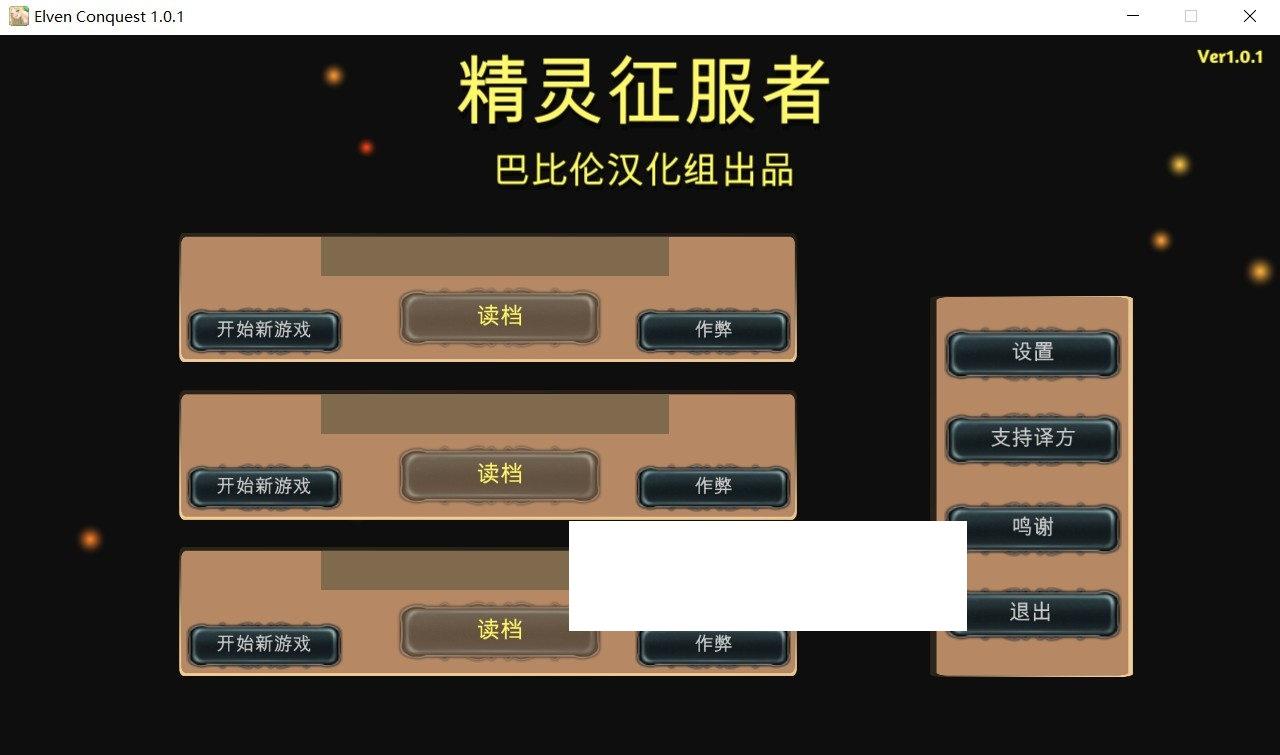 Elven Conquest 1.0.1
Ver1.0.1
精灵征服者
巴比伦汉化组出品
开始新游戏
读档
作弊
开始新游戏
读档
作弊
开始新游戏
读档
作弊
设置
支持译方
鸣谢
退出